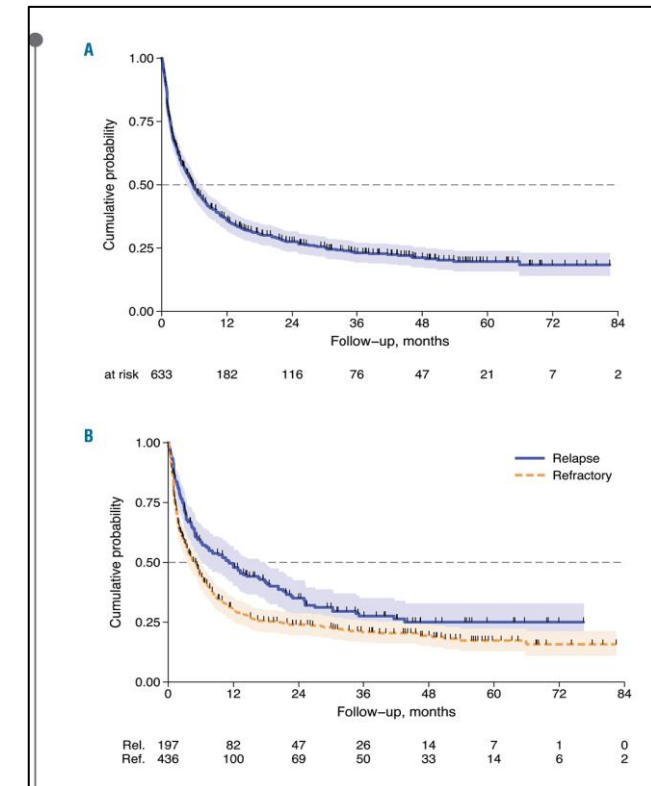 A
1.00
0.75
0.50
0.25
0.00
Cumulative probability
0 12 24 36 48 60 72 84
Follow–up, months
at risk 633 182 116 76 47 21 7 2
B
1.00
0.75
0.50
0.25
0.00
Cumulative probability
Relapse
Refractory
0 12 24 36 48 60 72 84
Follow–up, months
Rel. 197 82 47 26 14 7 1 0
Ref. 436 100 69 50 33 14 6 2